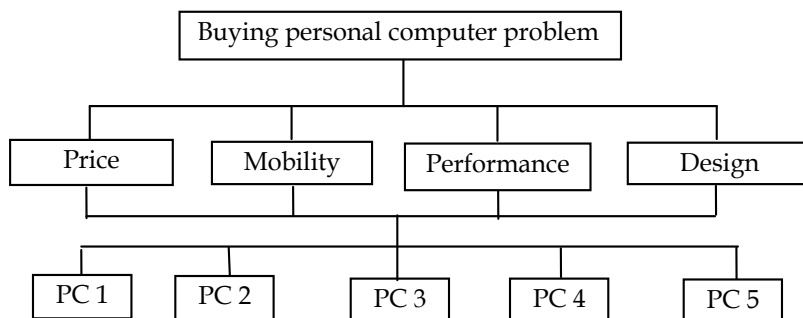 Buying personal computer problem
Price
Mobility
Performance
Design
PC 1
PC 2
PC 3
PC 4
PC 5